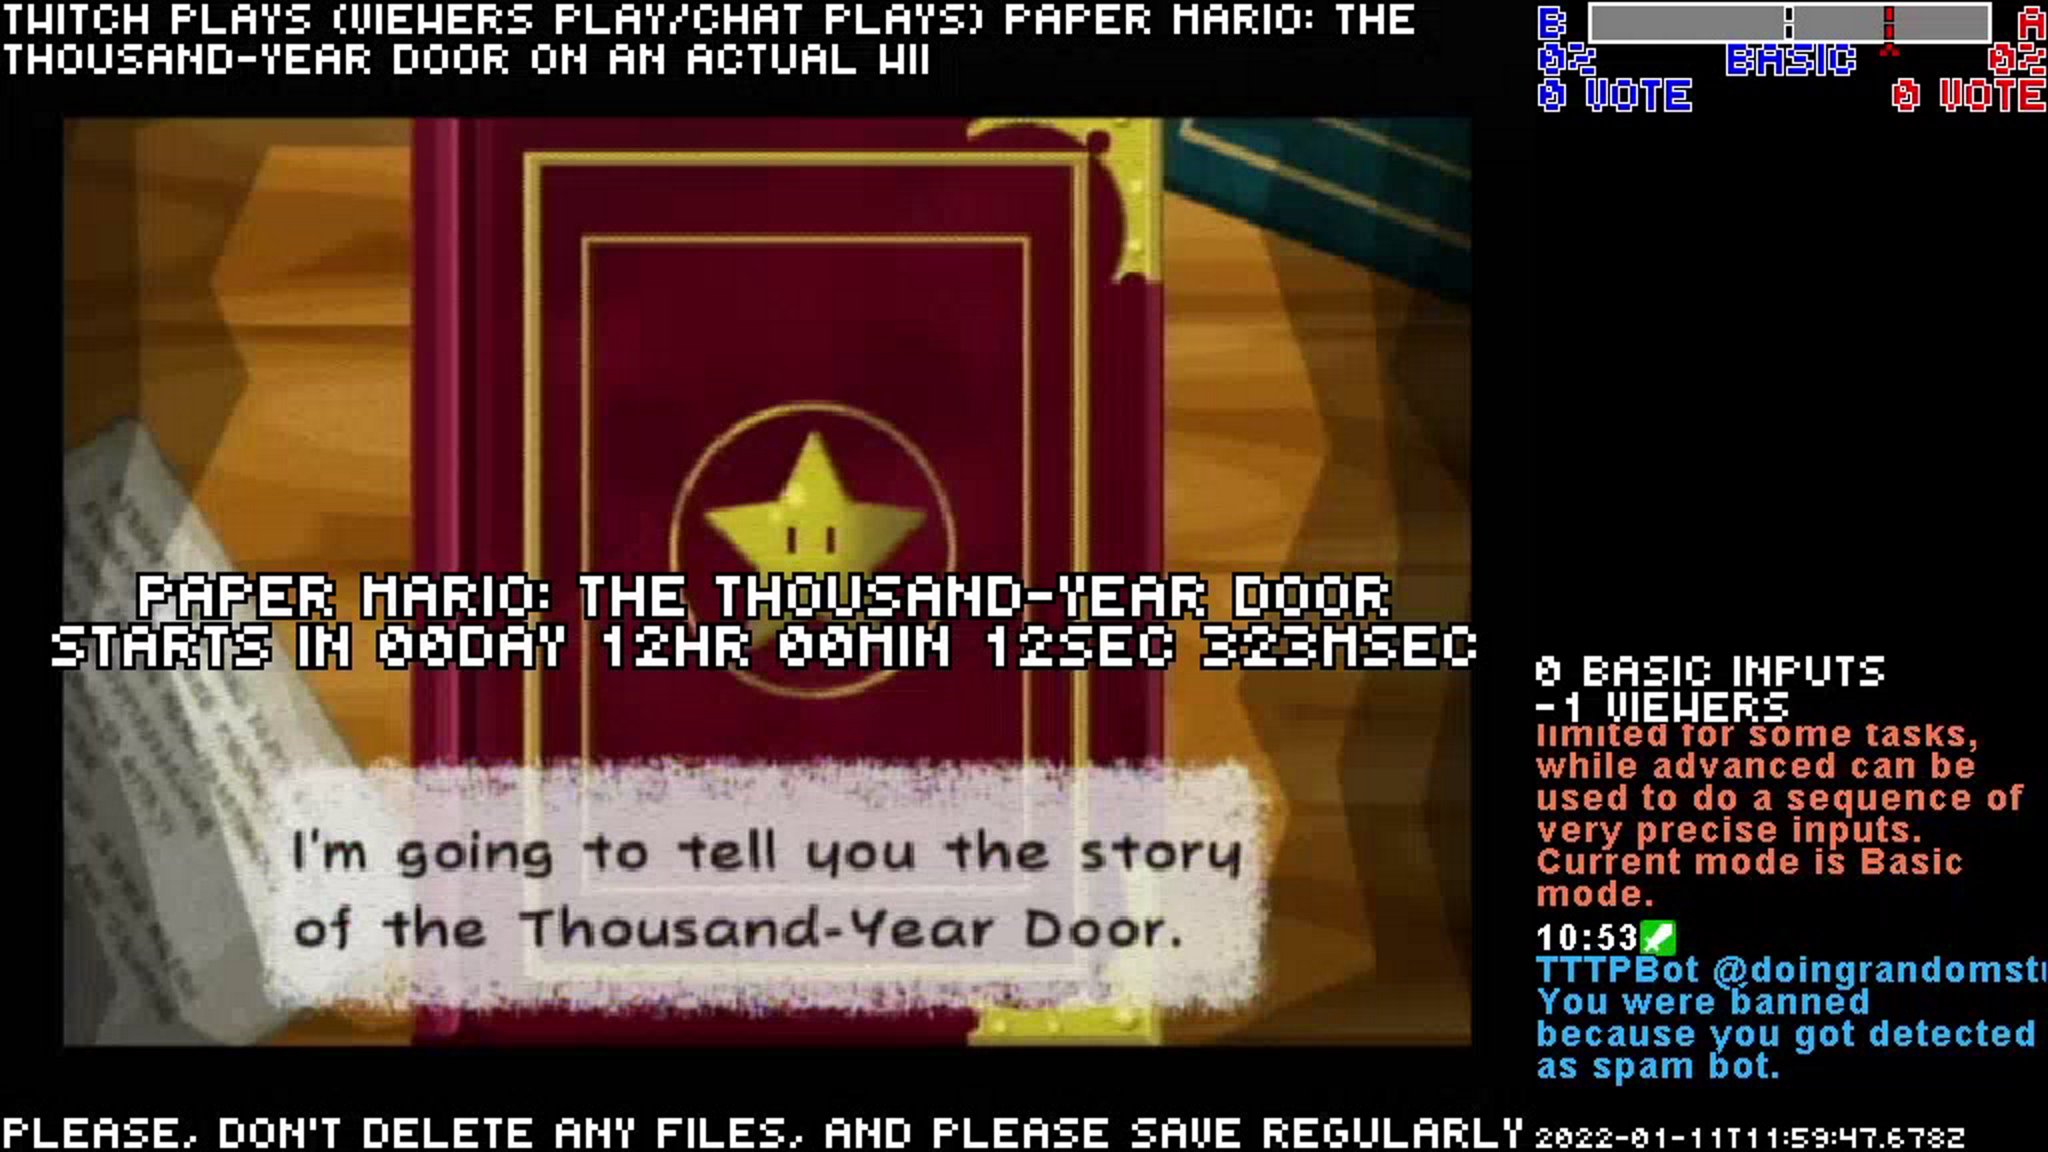 TWITCH PLAYS (VIEWERS PLAY/CHAT PLAYS) PAPER MARIO: THE
THOUSAND-YEAR DOOR ON AN ACTUAL WII
B A
0% BASIC 0%
0 VOTE 0 VOTE
PAPER MARIO: THE THOUSAND-YEAR DOOR
STARTS IN 00DAY 12HR 00MIN 12SEC 323MSEC
I'm going to tell you the story
of the Thousand-Year Door.
0 BASIC INPUTS
-1 VIEWERS
limited for some tasks,
while advanced can be
used to do a sequence of
very precise inputs.
Current mode is Basic
mode.
10:53
TTTPBot @doingrandomstu
You were banned
because you got detected
as spam bot.
PLEASE, DON'T DELETE ANY FILES, AND PLEASE SAVE REGULARLY
2022-01-11T11:59:47.678Z